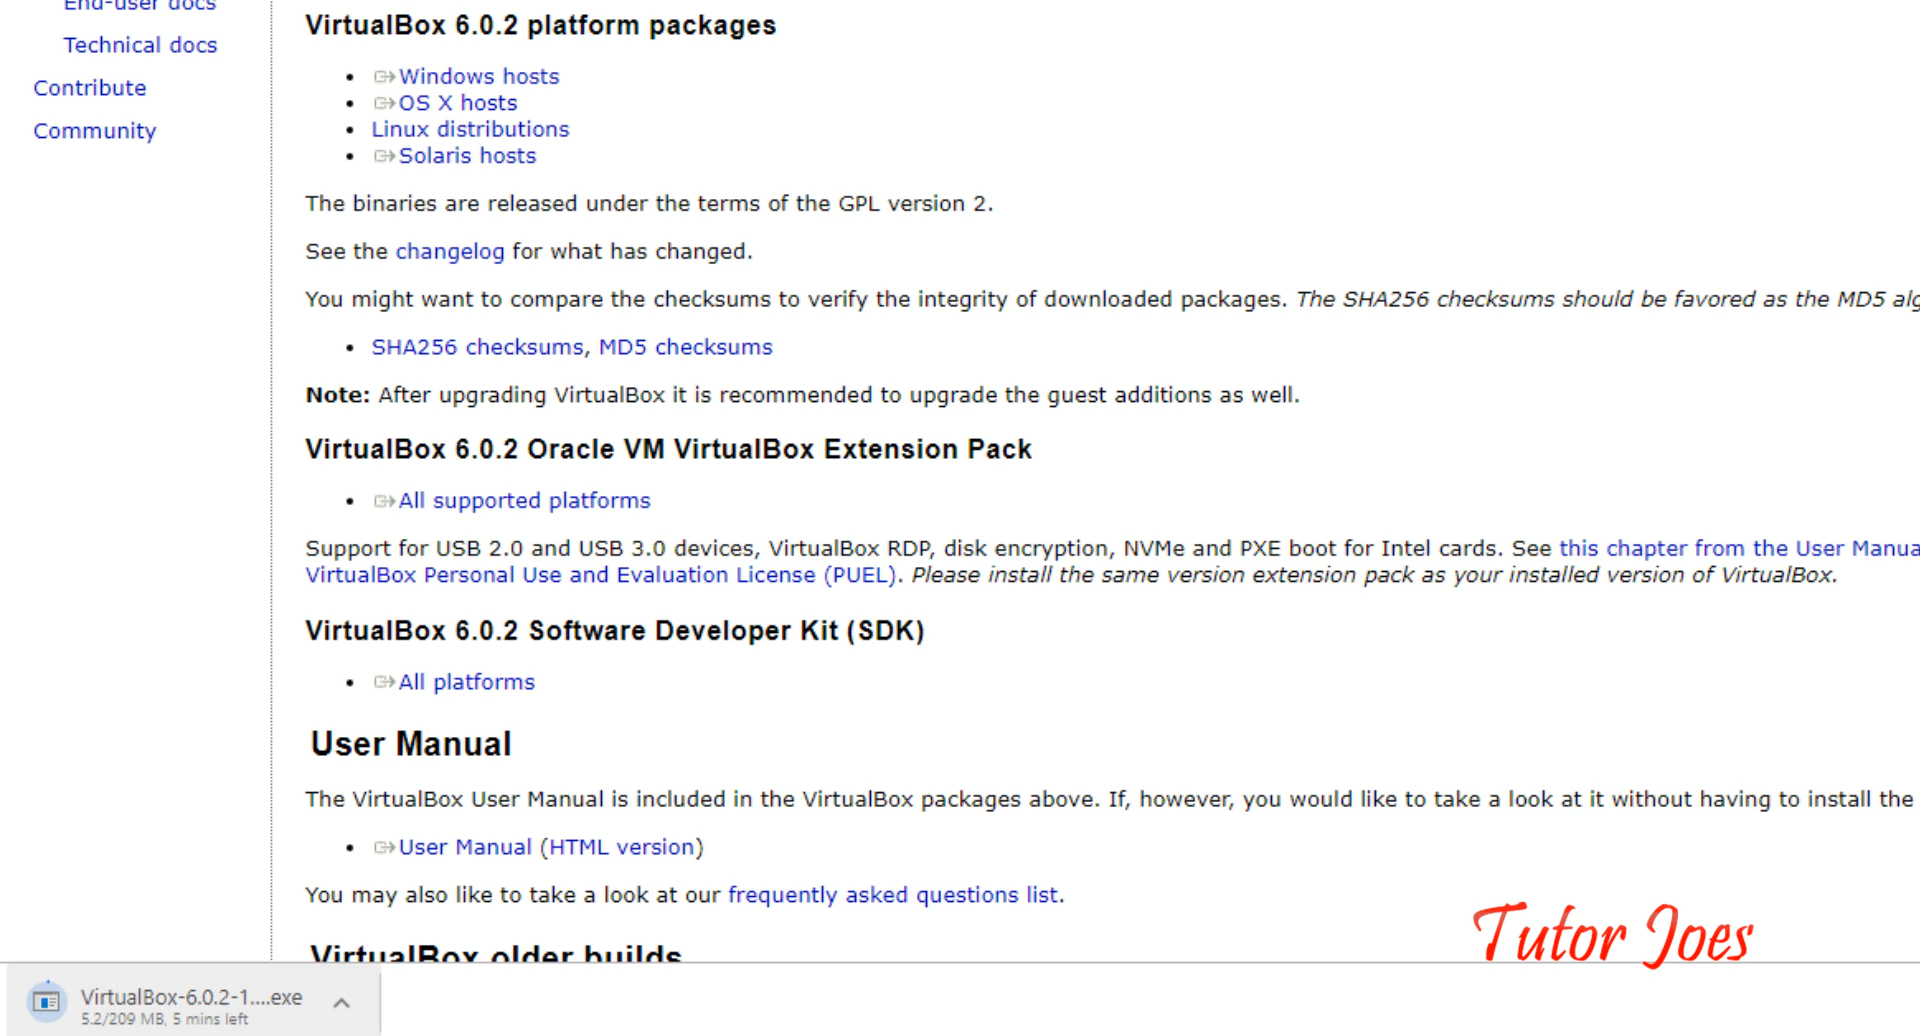 End-user docs
Technical docs
Contribute
Community
VirtualBox 6.0.2 platform packages
Windows hosts
OS X hosts
Linux distributions
Solaris hosts
The binaries are released under the terms of the GPL version 2.
See the changelog for what has changed.
You might want to compare the checksums to verify the integrity of downloaded packages. The SHA256 checksums should be favored as the MD5 alg
SHA256 checksums, MD5 checksums
Note: After upgrading VirtualBox it is recommended to upgrade the guest additions as well.
VirtualBox 6.0.2 Oracle VM VirtualBox Extension Pack
All supported platforms
Support for USB 2.0 and USB 3.0 devices, VirtualBox RDP, disk encryption, NVMe and PXE boot for Intel cards. See this chapter from the User Manua
VirtualBox Personal Use and Evaluation License (PUEL). Please install the same version extension pack as your installed version of VirtualBox.
VirtualBox 6.0.2 Software Developer Kit (SDK)
All platforms
User Manual
The VirtualBox User Manual is included in the VirtualBox packages above. If, however, you would like to take a look at it without having to install the
User Manual (HTML version)
You may also like to take a look at our frequently asked questions list.
VirtualBox older builds
Tutor Joes
VirtualBox-6.0.2-1....exe
5.2/209 MB, 5 mins left